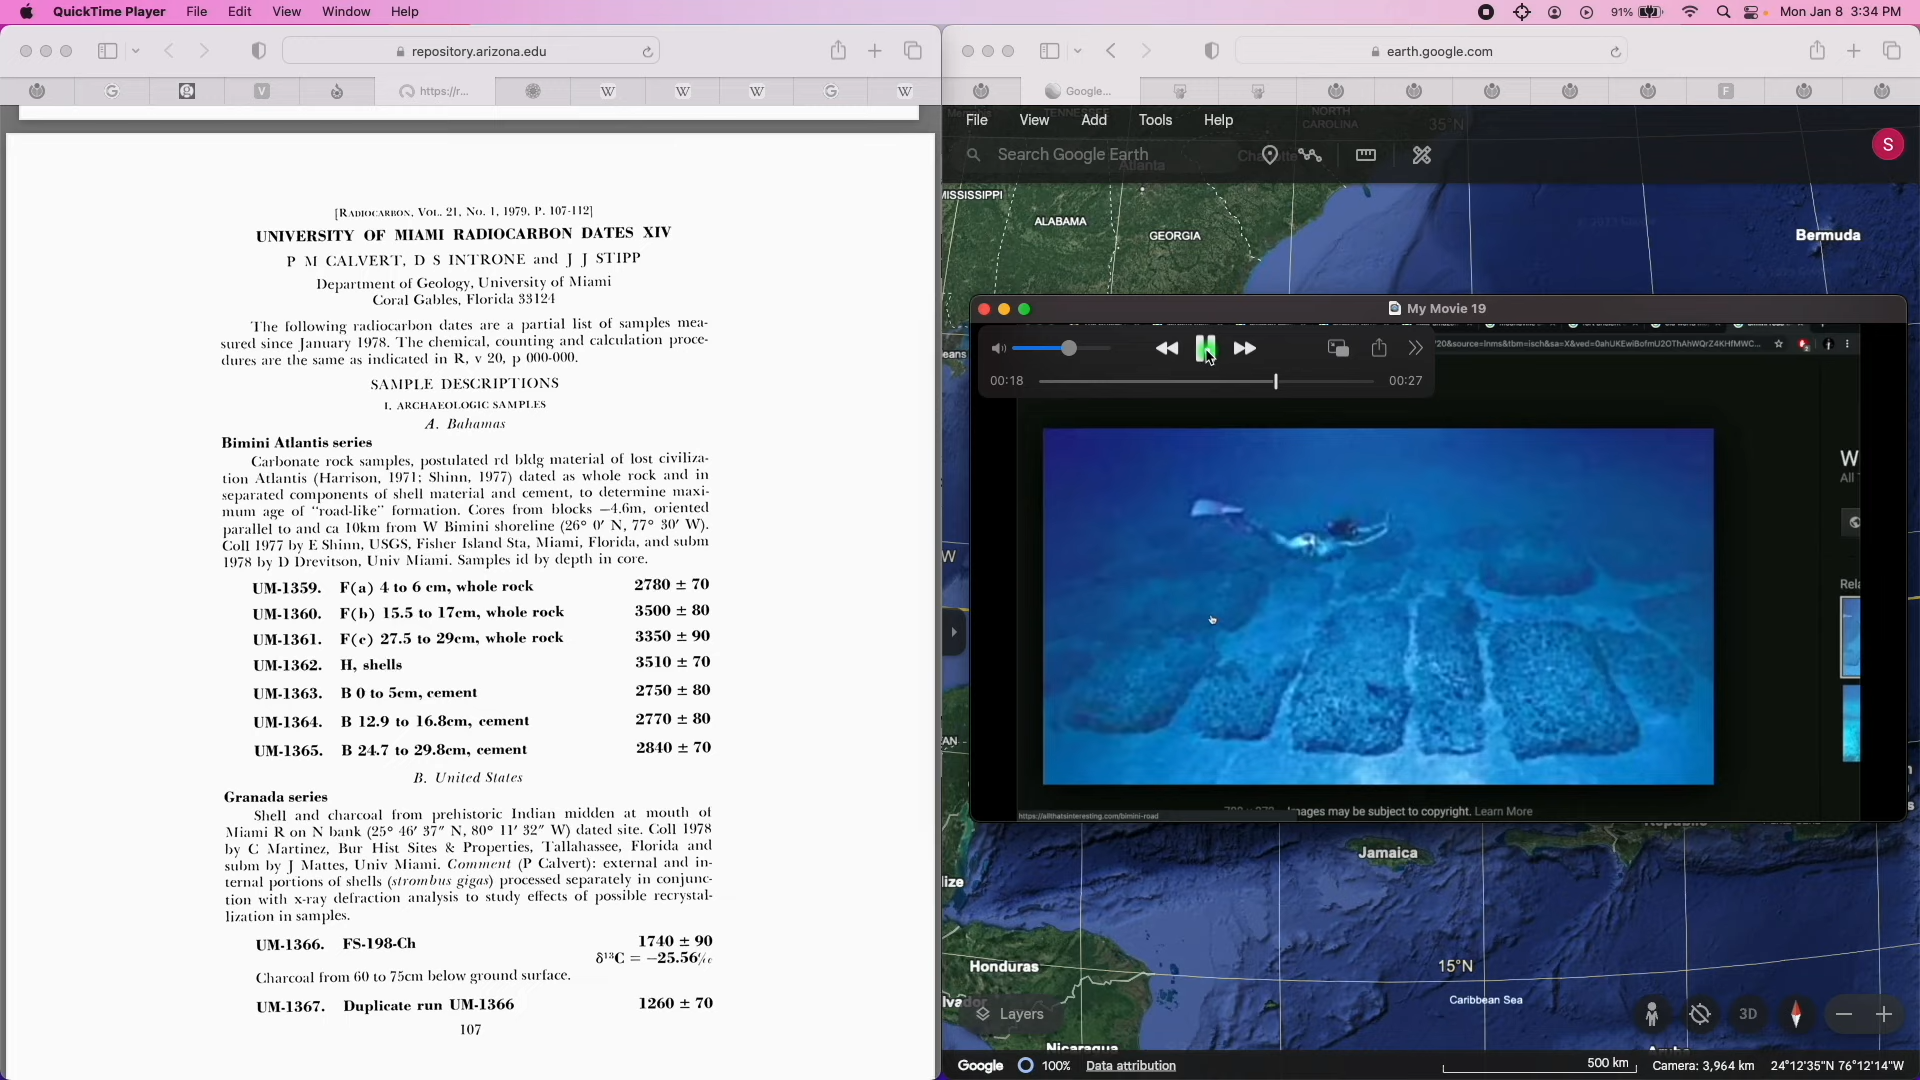 QuickTime Player File Edit View Window Help
91% Mon Jan 8 3:34 PM
repository.arizona.edu
https://r...
[Radiocarbon, Vol. 21, No. 1, 1979, P. 107-112]
UNIVERSITY OF MIAMI RADIOCARBON DATES XIV
P M CALVERT, D S INTRONE and J J STIPP
Department of Geology, University of Miami
Coral Gables, Florida 33124
The following radiocarbon dates are a partial list of samples mea-
sured since January 1978. The chemical, counting and calculation proce-
dures are the same as indicated in R, v 20, p 000-000.
SAMPLE DESCRIPTIONS
I. ARCHAEOLOGIC SAMPLES
A. Bahamas
Bimini Atlantis series
Carbonate rock samples, postulated rd bldg material of lost civiliza-
tion Atlantis (Harrison, 1971; Shinn, 1977) dated as whole rock and in
separated components of shell material and cement, to determine maxi-
mum age of "road-like" formation. Cores from blocks -4.6m, oriented
parallel to and ca 10km from W Bimini shoreline (26° 0' N, 77° 30' W).
Coll 1977 by E Shinn, USGS, Fisher Island Sta, Miami, Florida, and subm
1978 by D Drevitson, Univ Miami. Samples id by depth in core.
UM-1359. F(a) 4 to 6 cm, whole rock 2780 ± 70
UM-1360. F(b) 15.5 to 17cm, whole rock 3500 ± 80
UM-1361. F(c) 27.5 to 29cm, whole rock 3350 ± 90
UM-1362. H, shells 3510 ± 70
UM-1363. B 0 to 5cm, cement 2750 ± 80
UM-1364. B 12.9 to 16.8cm, cement 2770 ± 80
UM-1365. B 24.7 to 29.8cm, cement 2840 ± 70
B. United States
Granada series
Shell and charcoal from prehistoric Indian midden at mouth of
Miami R on N bank (25° 46' 37" N, 80° 11' 32" W) dated site. Coll 1978
by C Martinez, Bur Hist Sites & Properties, Tallahassee, Florida and
subm by J Mattes, Univ Miami. Comment (P Calvert): external and in-
ternal portions of shells (strombus gigas) processed separately in conjunc-
tion with x-ray defraction analysis to study effects of possible recrystal-
lization in samples.
UM-1366. FS-198-Ch 1740 ± 90
δ¹³C = -25.56‰
Charcoal from 60 to 75cm below ground surface.
UM-1367. Duplicate run UM-1366 1260 ± 70
107
earth.google.com
Google...
File View Add Tools Help
NORTH
CAROLINA
35°N
Search Google Earth
Atlanta
S
MISSISSIPPI
ALABAMA
GEORGIA
Bermuda
My Movie 19
00:18 00:27
W
All
Rela
Images may be subject to copyright. Learn More
https://allthatsinteresting.com/bimini-road
Jamaica
Honduras
15°N
Caribbean Sea
Layers
3D
Nicaragua
Google 100% Data attribution
500 km Camera: 3,964 km 24°12'35"N 76°12'14"W